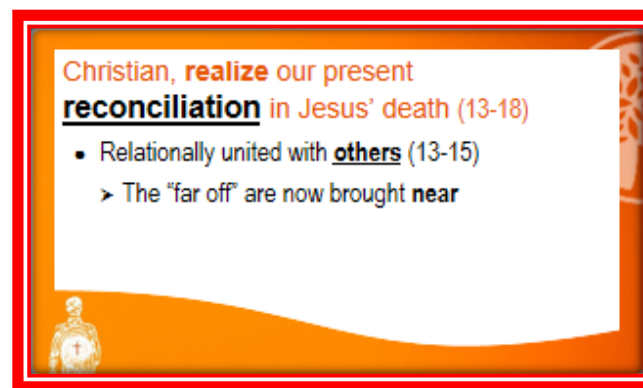 Christian, realize our present
reconciliation in Jesus' death (13-18)
• Relationally united with others (13-15)
➢ The "far off" are now brought near